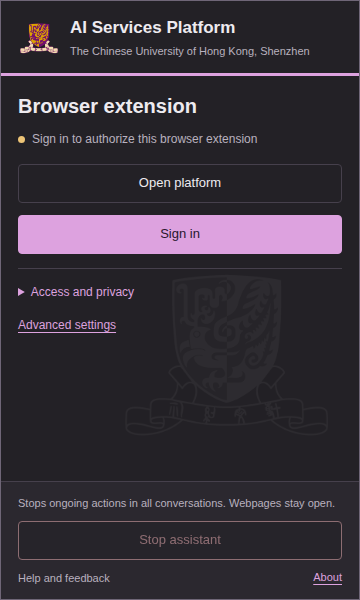 AI Services Platform
The Chinese University of Hong Kong, Shenzhen
Browser extension
Sign in to authorize this browser extension
Open platform
Sign in
Access and privacy
Advanced settings
Stops ongoing actions in all conversations. Webpages stay open.
Stop assistant
Help and feedback
About